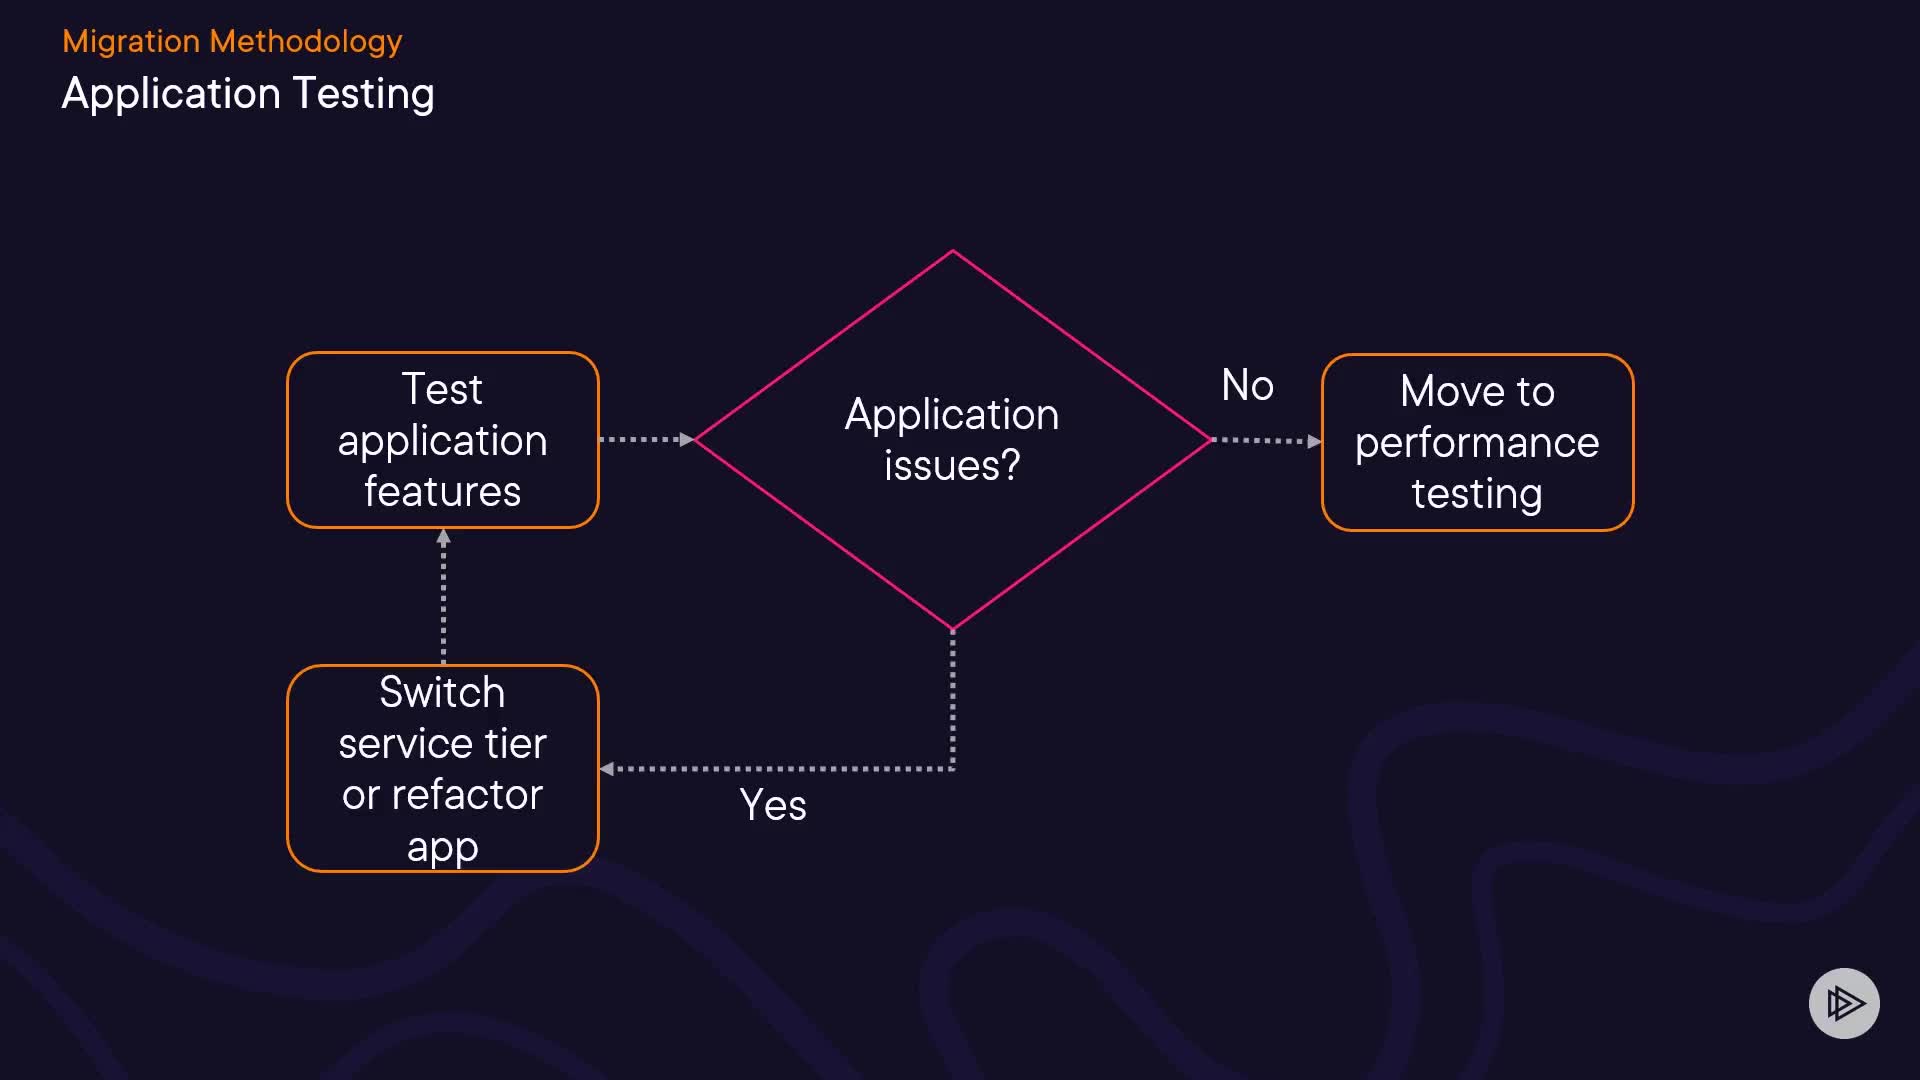 Migration Methodology
Application Testing
Test
application
features
Application
issues?
No
Move to
performance
testing
Switch
service tier
or refactor
app
Yes